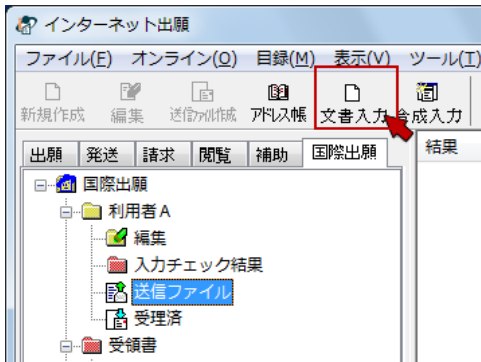 インターネット出願
ファイル(F) オンライン(O) 目録(M) 表示(V) ツール(T)
新規作成 編集 送信ファイル作成 アドレス帳 文書入力 合成入力
出願 発送 請求 閲覧 補助 国際出願 結果
国際出願
利用者A
編集
入力チェック結果
送信ファイル
受理済
受領書